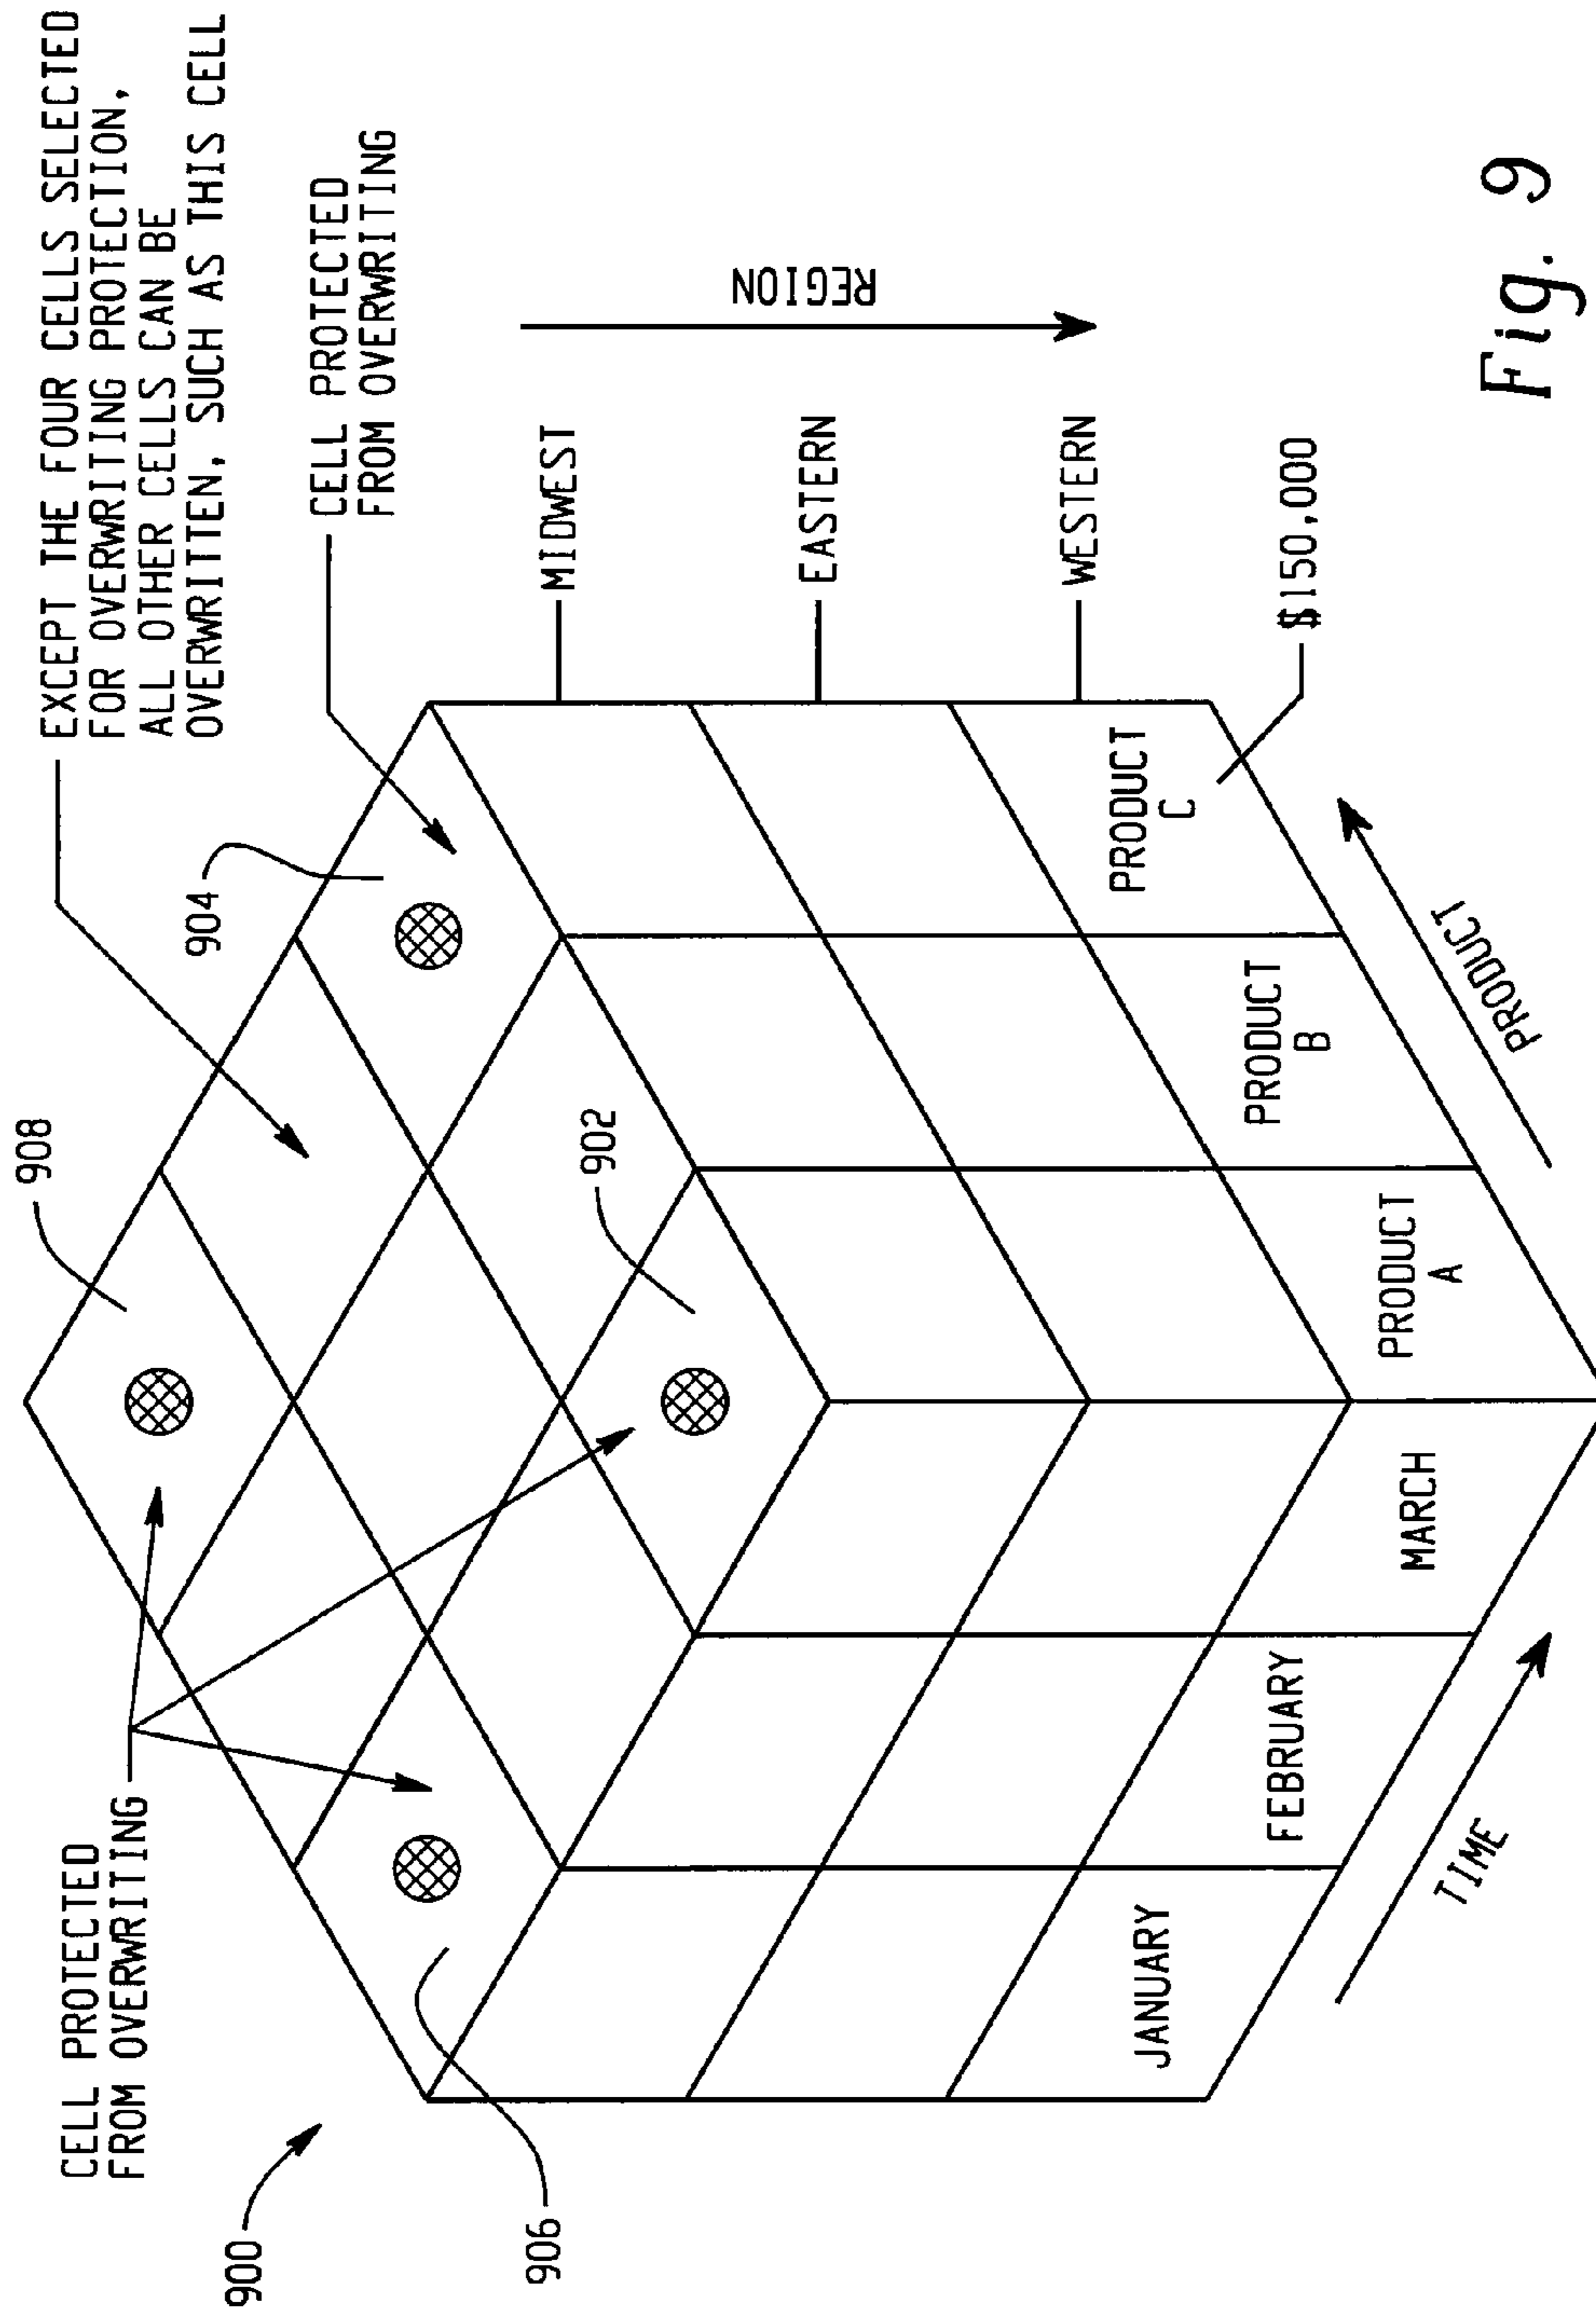 908
EXCEPT THE FOUR CELLS SELECTED
FOR OVERWRITING PROTECTION,
ALL OTHER CELLS CAN BE
OVERWRITTEN, SUCH AS THIS CELL
CELL PROTECTED
FROM OVERWRITING
900
904
CELL PROTECTED
FROM OVERWRITING
906
902
MIDWEST
EASTERN
WESTERN
REGION
JANUARY
FEBRUARY
MARCH
PRODUCT
A
PRODUCT
B
PRODUCT
C
$150,000
TIME
PRODUCT
Fig. 9